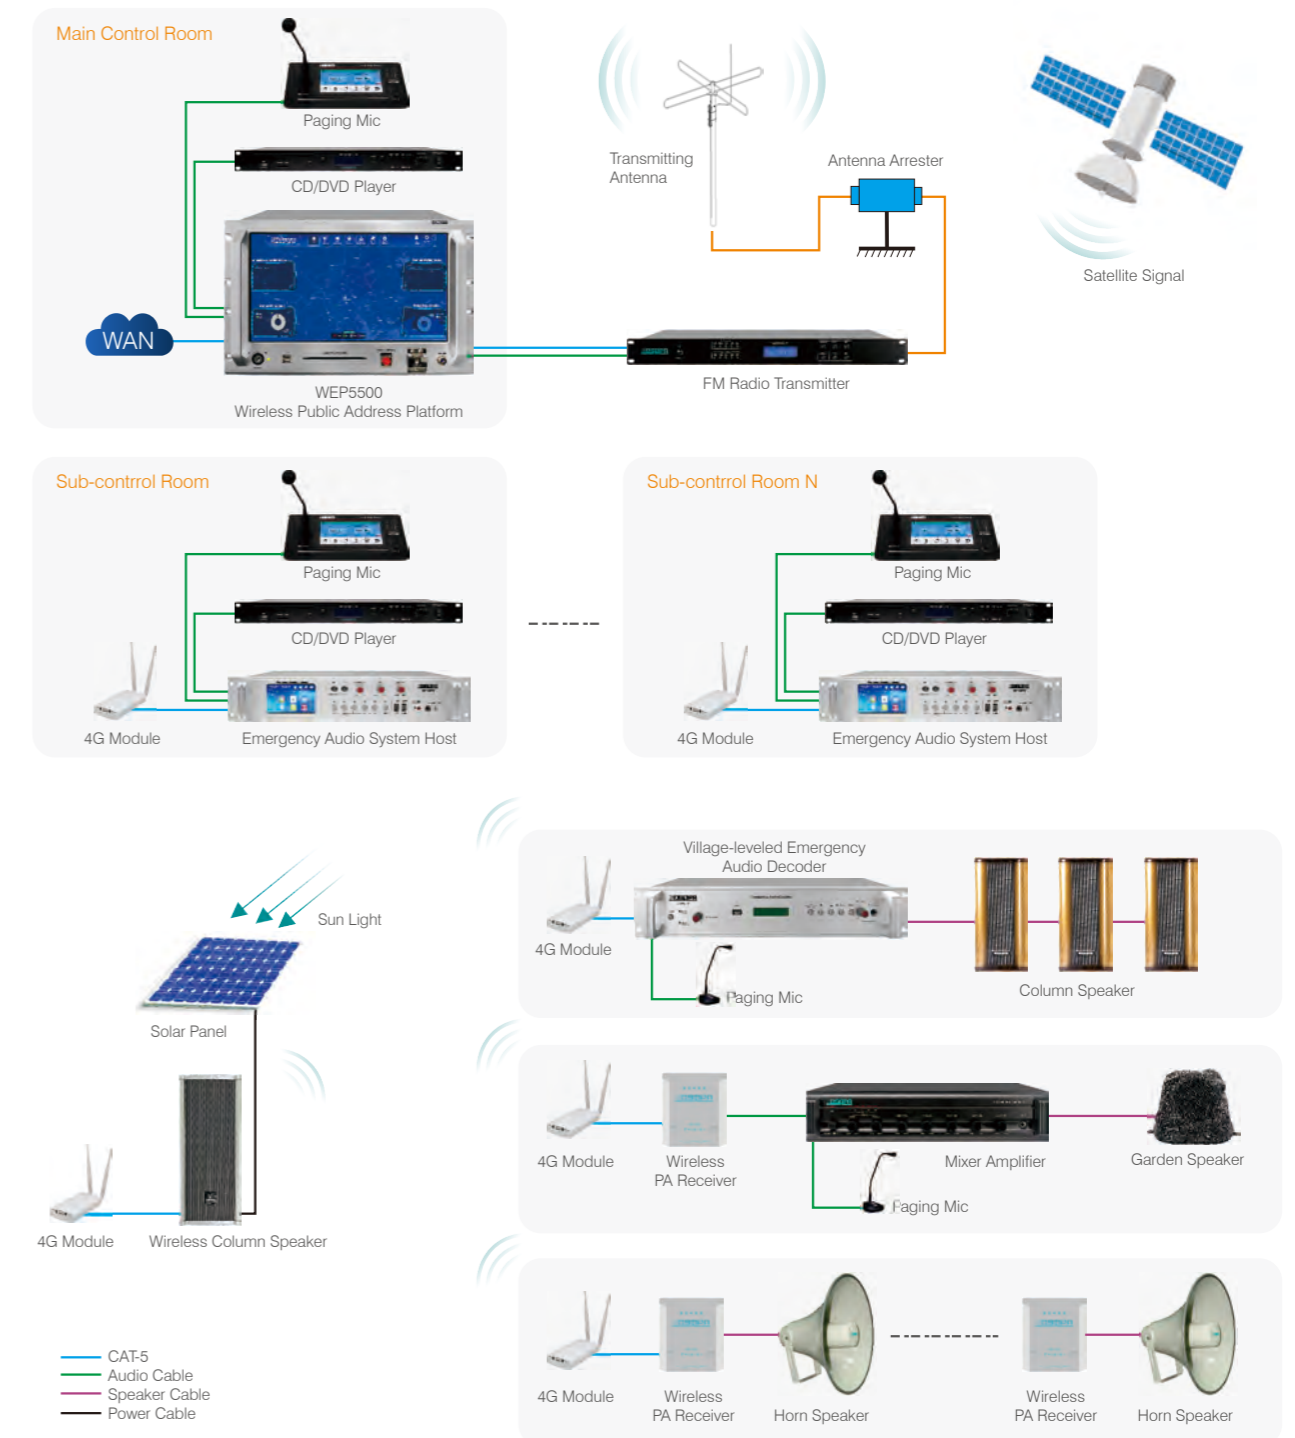 Main Control Room
Paging Mic
CD/DVD Player
WAN
WEP5500
Wireless Public Address Platform
Transmitting
Antenna
Antenna Arrester
Satellite Signal
FM Radio Transmitter
Sub-contrrol Room
Paging Mic
CD/DVD Player
4G Module
Emergency Audio System Host
Sub-contrrol Room N
Paging Mic
CD/DVD Player
4G Module
Emergency Audio System Host
Sun Light
Solar Panel
4G Module
Wireless Column Speaker
Village-leveled Emergency
Audio Decoder
4G Module
Paging Mic
Column Speaker
4G Module
Wireless
PA Receiver
Mixer Amplifier
Paging Mic
Garden Speaker
4G Module
Wireless
PA Receiver
Horn Speaker
Wireless
PA Receiver
Horn Speaker
CAT-5
Audio Cable
Speaker Cable
Power Cable